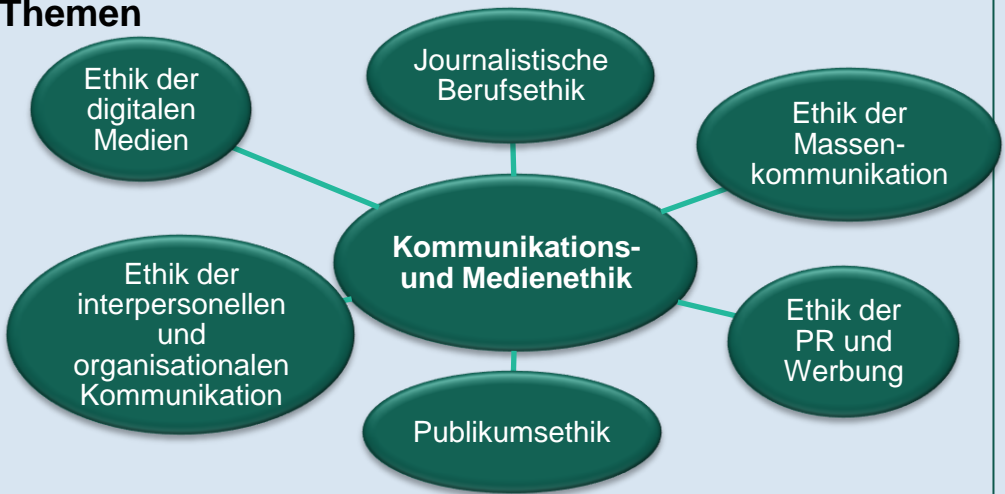 Themen
Ethik der
digitalen
Medien
Journalistische
Berufsethik
Ethik der
Massen-
kommunikation
Kommunikations-
und Medienethik
Ethik der
interpersonellen
und
organisationalen
Kommunikation
Ethik der
PR und
Werbung
Publikumsethik